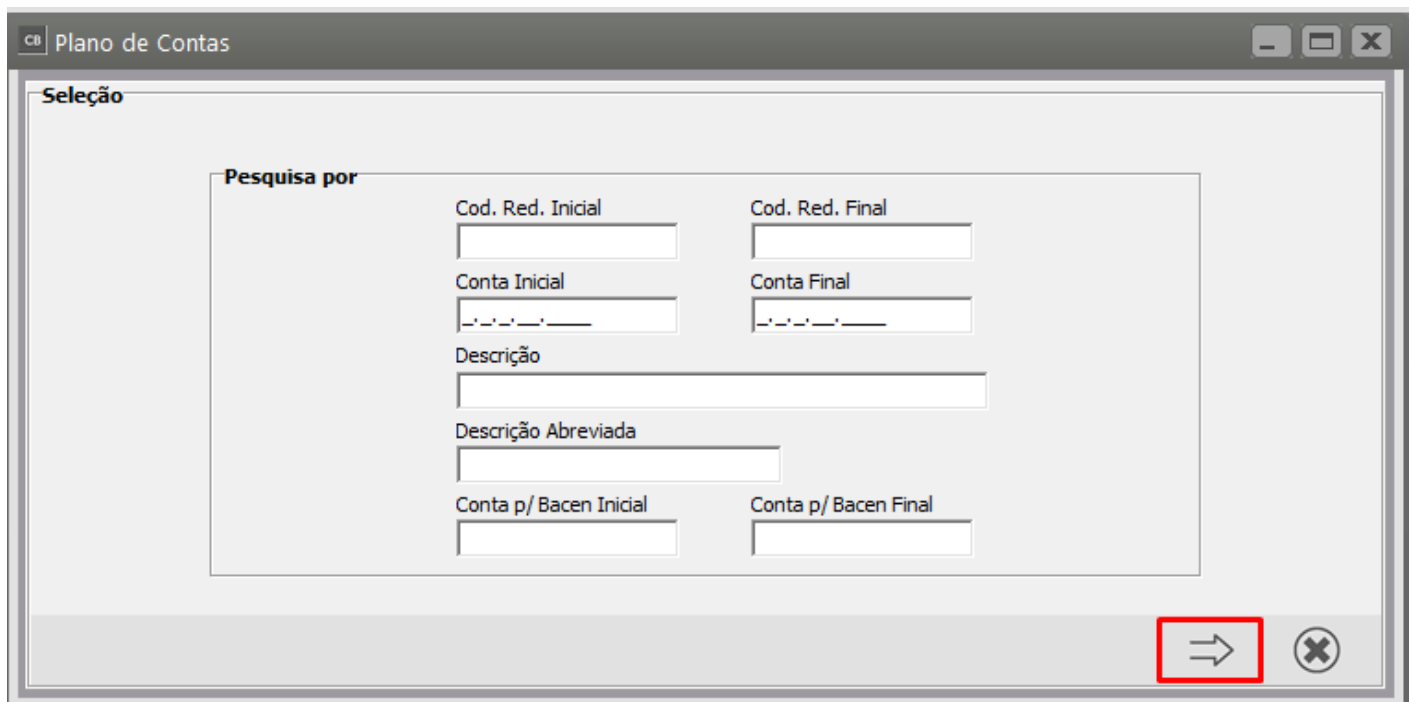 CB Plano de Contas
Seleção
Pesquisa por
Cod. Red. Inicial Cod. Red. Final
Conta Inicial Conta Final
_._._.__.____ _._._.__.____
Descrição
Descrição Abreviada
Conta p/ Bacen Inicial Conta p/ Bacen Final